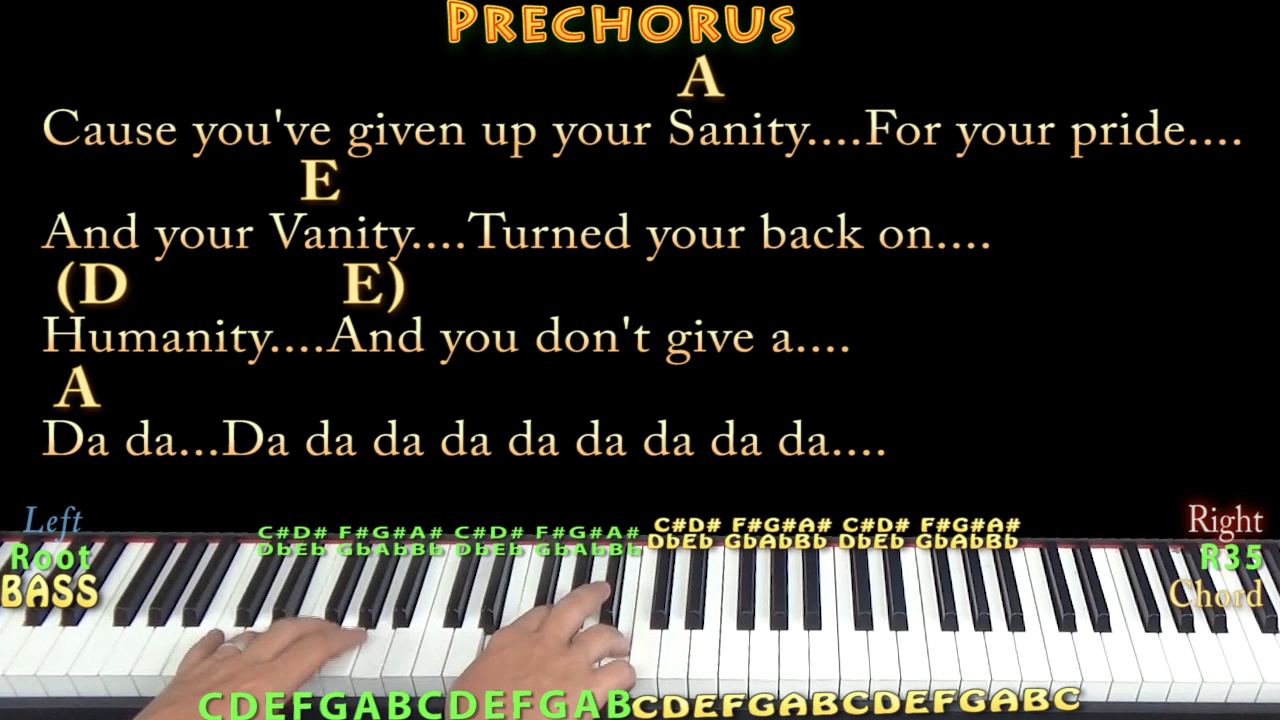 PRECHORUS
A
Cause you've given up your Sanity....For your pride....
E
And your Vanity....Turned your back on....
(D E)
Humanity....And you don't give a....
A
Da da...Da da da da da da da da da....
Left
Root
BASS
C#D# F#G#A# C#D# F#G#A# C#D# F#G#A# C#D# F#G#A#
DbEb GbAbBb DbEb GbAbBb DbEb GbAbBb DbEb GbAbBb
Right
R35
Chord
CDEFGABCDEFGABCDEFGABCDEFGABC